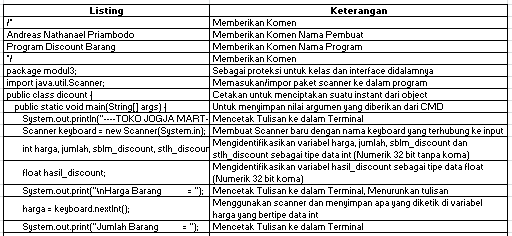 Listing Keterangan
/* Memberikan Komen
Andreas Nathanael Priambodo Memberikan Komen Nama Pembuat
Program Discount Barang Memberikan Komen Nama Program
*/ Memberikan Komen
package modul3; Sebagai proteksi untuk kelas dan interface didalamnya
import java.util.Scanner; Memasukan/impor paket scanner ke dalam program
public class dicount { Cetakan untuk menciptakan suatu instant dari object
public static void main(String[] args) { Untuk menyimpan nilai argumen yang diberikan dari CMD
System.out.println("----TOKO JOGJA MART- Mencetak Tulisan ke dalam Terminal
Scanner keyboard = new Scanner(System.in); Membuat Scanner baru dengan nama keyboard yang terhubung ke input
int harga, jumlah, sblm_discount, stlh_discour Mengidentifikasikan variabel harga, jumlah, sblm_discount dan
stlh_discount sebagai tipe data int (Numerik 32 bit tanpa koma)
float hasil_discount; Mengidentifikasikan variabel hasil_discount sebagai tipe data float
(Numerik 32 bit koma)
System.out.print("\nHarga Barang = "); Mencetak Tulisan ke dalam Terminal, Menurunkan tulisan
harga = keyboard.nextInt(); Menggunakan scanner dan menyimpan apa yang diketik di variabel
harga yang bertipe data int
System.out.print("Jumlah Barang = "); Mencetak Tulisan ke dalam Terminal